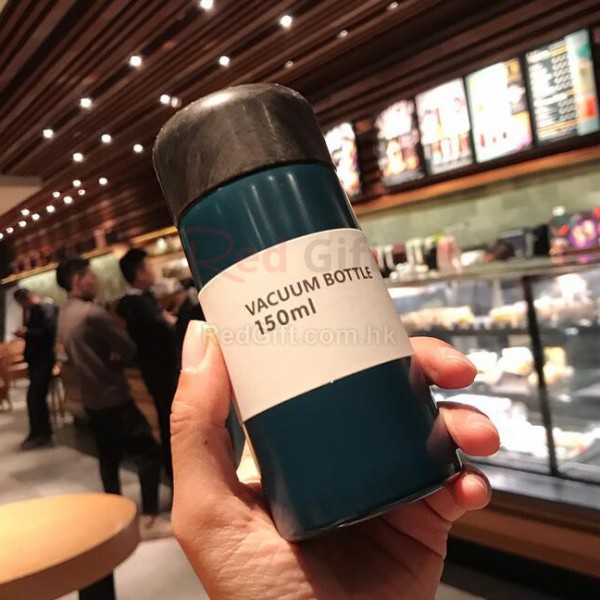 Red Gift
VACUUM BOTTLE
150ml
RedGift.com.hk